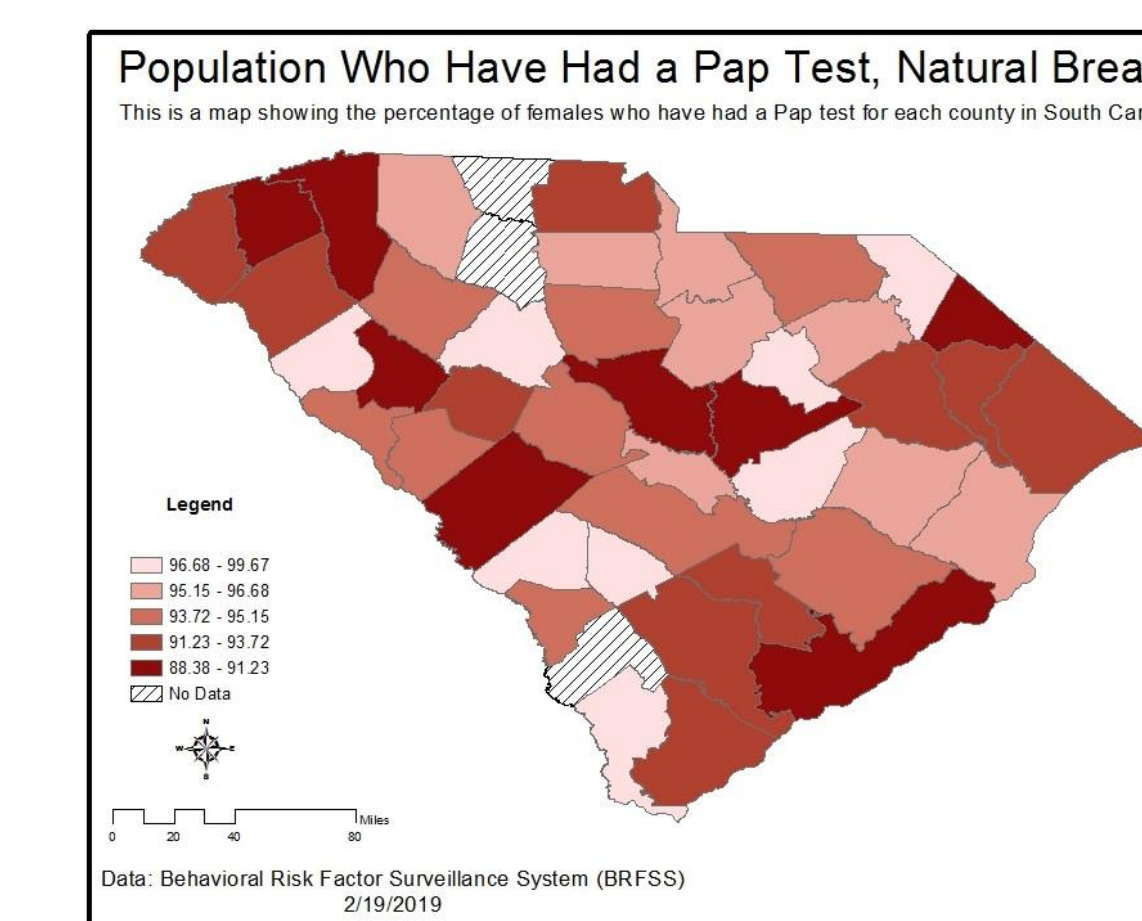 Population Who Have Had a Pap Test, Natural Brea
This is a map showing the percentage of females who have had a Pap test for each county in South Car
Legend
96.68 - 99.67
95.15 - 96.68
93.72 - 95.15
91.23 - 93.72
88.38 - 91.23
No Data
N
W E
S
Miles
0 20 40 80
Data: Behavioral Risk Factor Surveillance System (BRFSS)
2/19/2019